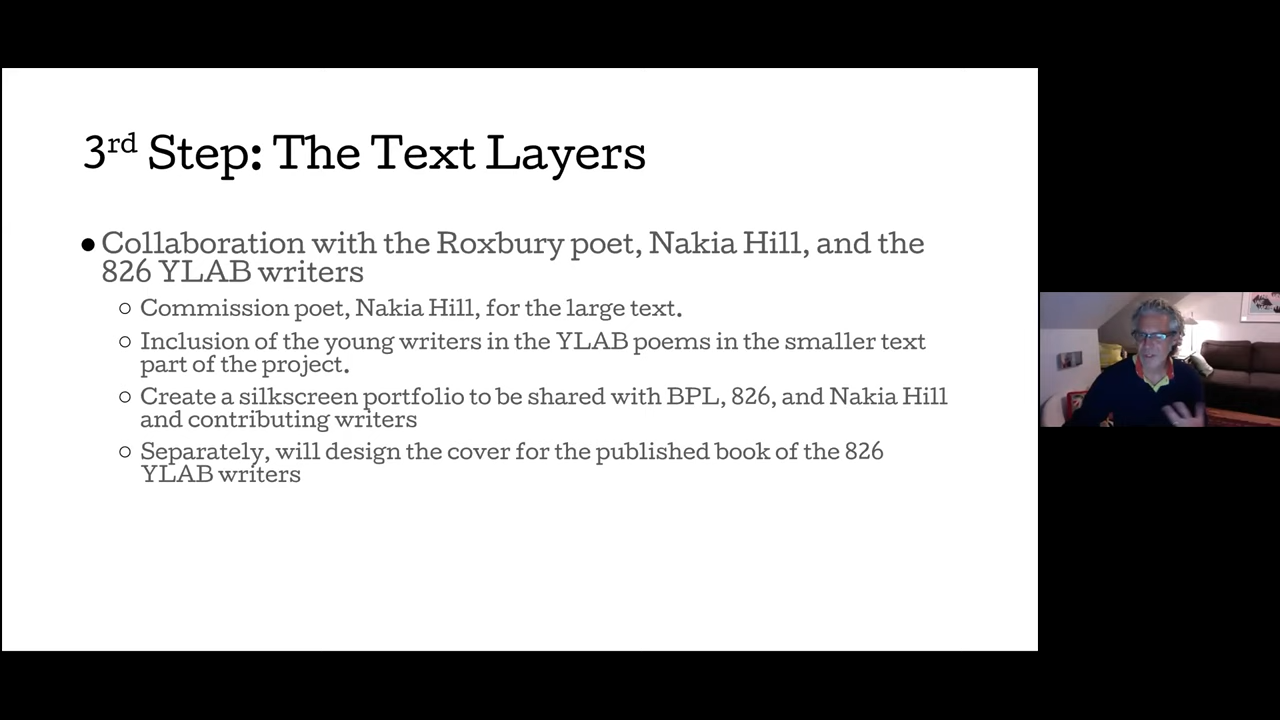 3rd Step: The Text Layers
● Collaboration with the Roxbury poet, Nakia Hill, and the
826 YLAB writers
○ Commission poet, Nakia Hill, for the large text.
○ Inclusion of the young writers in the YLAB poems in the smaller text
part of the project.
○ Create a silkscreen portfolio to be shared with BPL, 826, and Nakia Hill
and contributing writers
○ Separately, will design the cover for the published book of the 826
YLAB writers